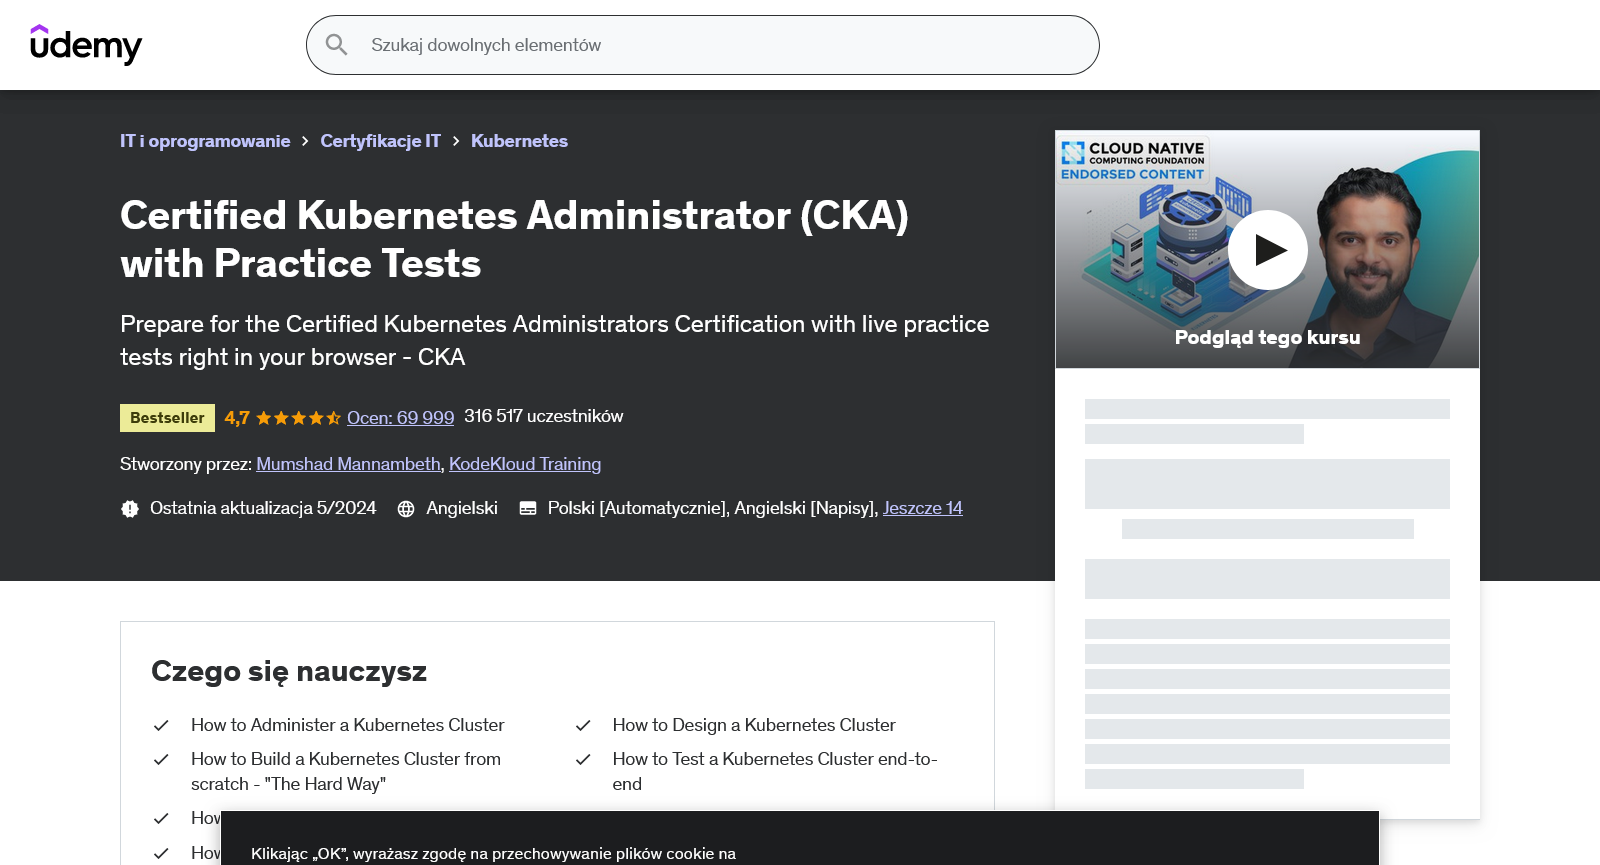 udemy
Szukaj dowolnych elementów
IT i oprogramowanie
Certyfikacje IT
Kubernetes
Certified Kubernetes Administrator (CKA)
with Practice Tests
Prepare for the Certified Kubernetes Administrators Certification with live practice
tests right in your browser - CKA
Bestseller 4,7 Ocen: 69 999 316 517 uczestników
Stworzony przez: Mumshad Mannambeth, KodeKloud Training
Ostatnia aktualizacja 5/2024 Angielski Polski [Automatycznie], Angielski [Napisy], Jeszcze 14
CLOUD NATIVE
COMPUTING FOUNDATION
ENDORSED CONTENT
Podgląd tego kursu
Czego się nauczysz
How to Administer a Kubernetes Cluster
How to Design a Kubernetes Cluster
How to Build a Kubernetes Cluster from
scratch - "The Hard Way"
How to Test a Kubernetes Cluster end-to-
end
How
How
Klikając „OK”, wyrażasz zgodę na przechowywanie plików cookie na